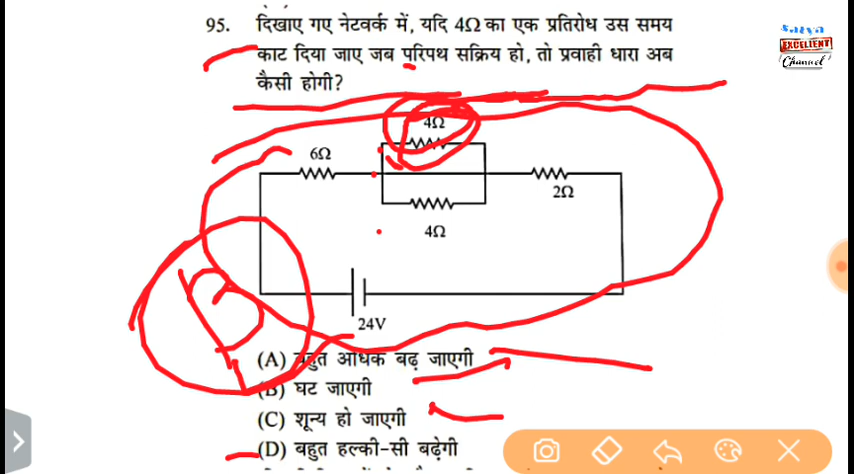 Satya
EXCELLENT
Channel
95. दिखाए गए नेटवर्क में, यदि 4Ω का एक प्रतिरोध उस समय
काट दिया जाए जब परिपथ सक्रिय हो, तो प्रवाही धारा अब
कैसी होगी?
4Ω
6Ω
2Ω
4Ω
24V
(A) बहुत अधिक बढ़ जाएगी
(B) घट जाएगी
(C) शून्य हो जाएगी
(D) बहुत हल्की-सी बढ़ेगी